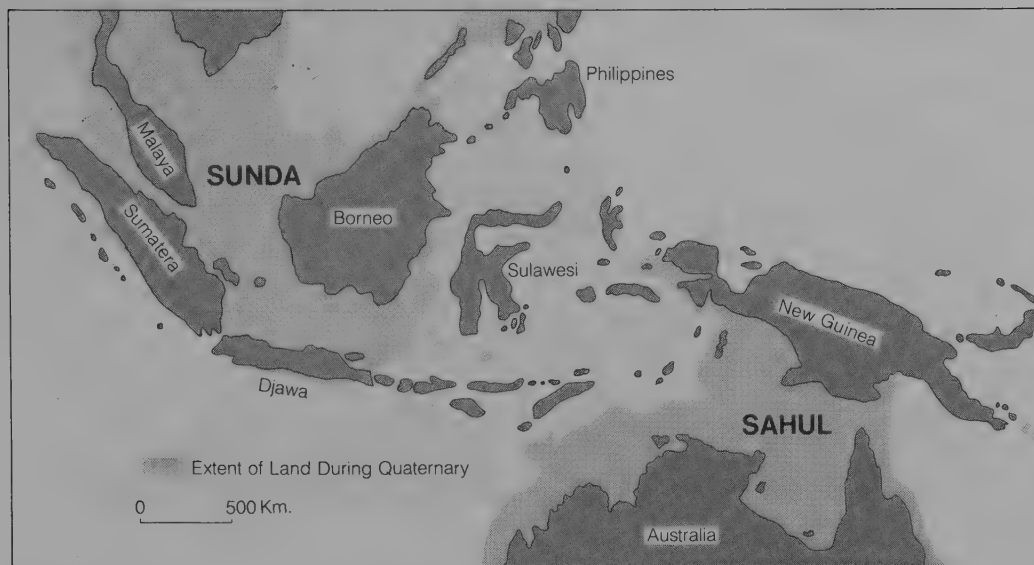 Philippines
Malaya
SUNDA
Borneo
Sumatera
Sulawesi
New Guinea
Djawa
SAHUL
Extent of Land During Quaternary
0 500 Km.
Australia